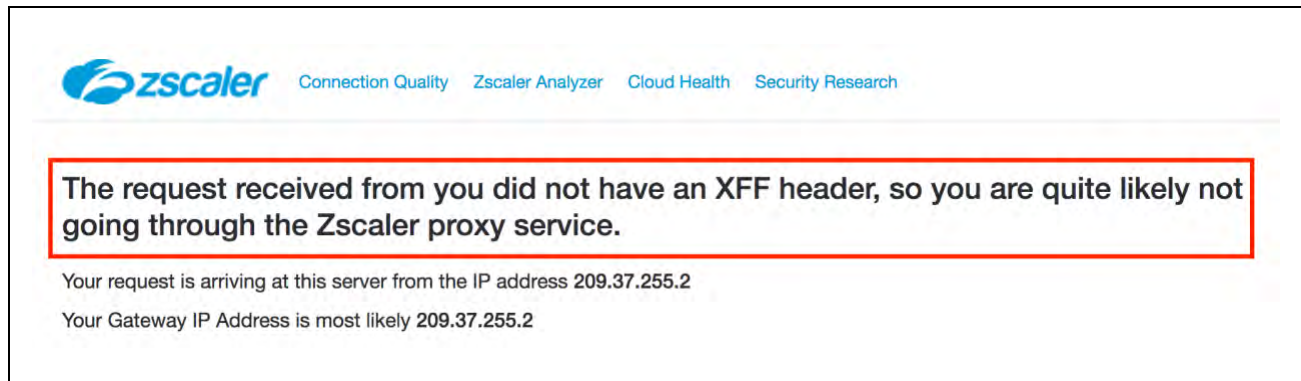 zscaler Connection Quality Zscaler Analyzer Cloud Health Security Research
The request received from you did not have an XFF header, so you are quite likely not
going through the Zscaler proxy service.
Your request is arriving at this server from the IP address 209.37.255.2
Your Gateway IP Address is most likely 209.37.255.2